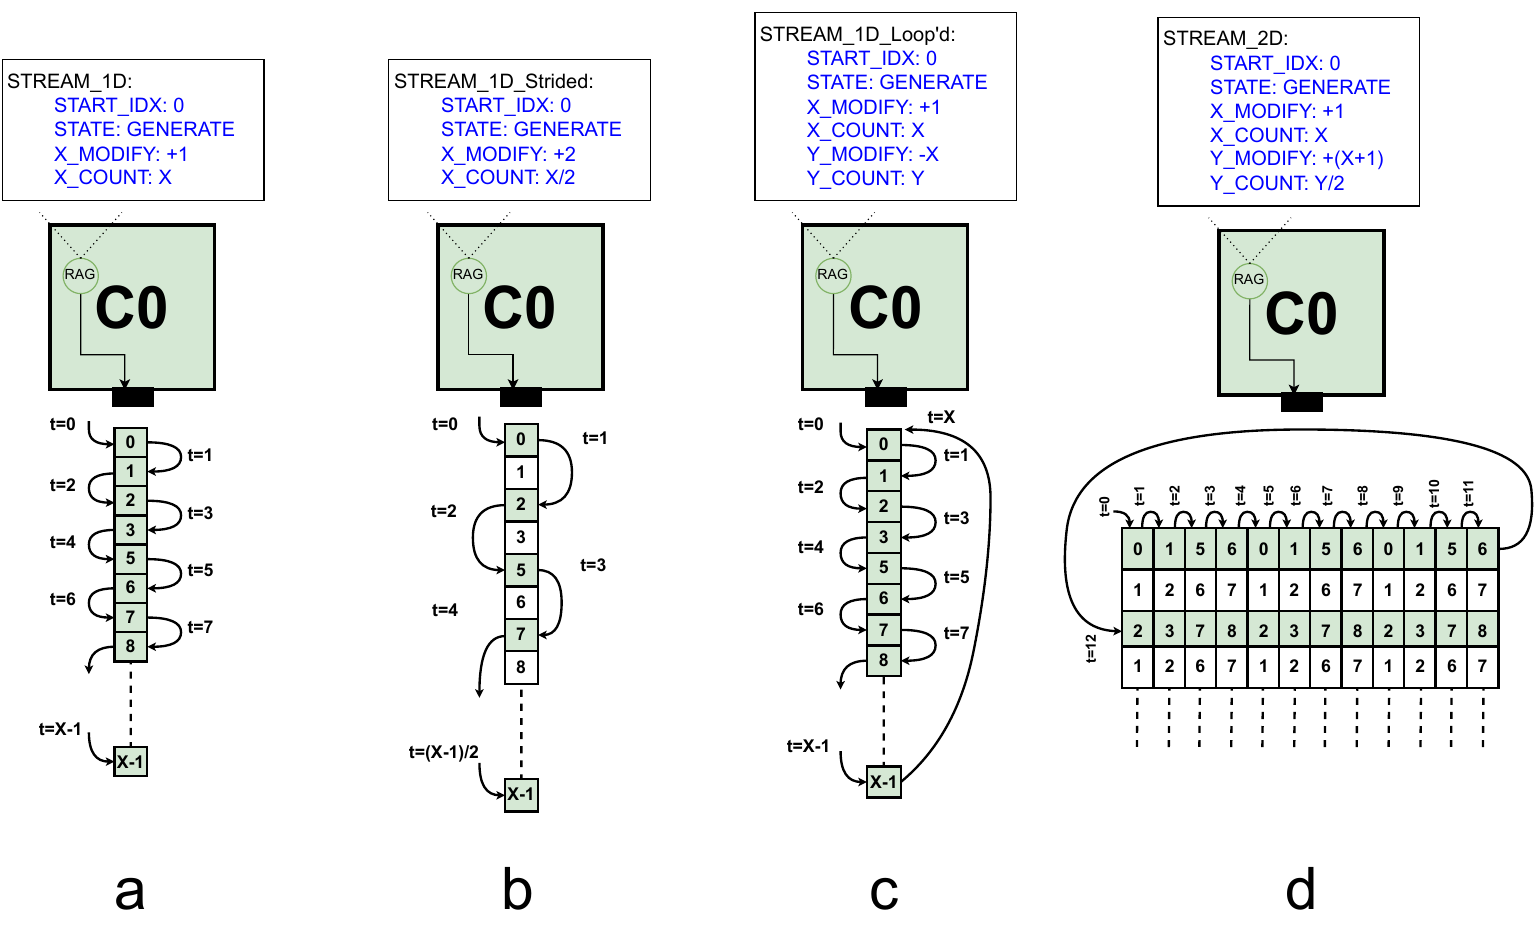 STREAM_1D:
START_IDX: 0
STATE: GENERATE
X_MODIFY: +1
X_COUNT: X
RAG
C0
t=0
0
t=1
1
t=2
2
t=3
3
t=4
5
t=5
6
t=6
7
t=7
8
t=X-1
X-1
a
STREAM_1D_Strided:
START_IDX: 0
STATE: GENERATE
X_MODIFY: +2
X_COUNT: X/2
RAG
C0
t=0
0
t=1
1
2
t=2
3
5
t=3
6
t=4
7
8
t=(X-1)/2
X-1
b
STREAM_1D_Loop'd:
START_IDX: 0
STATE: GENERATE
X_MODIFY: +1
X_COUNT: X
Y_MODIFY: -X
Y_COUNT: Y
RAG
C0
t=0
t=X
0
t=1
1
t=2
2
t=3
3
t=4
5
t=5
6
t=6
7
t=7
8
t=X-1
X-1
c
STREAM_2D:
START_IDX: 0
STATE: GENERATE
X_MODIFY: +1
X_COUNT: X
Y_MODIFY: +(X+1)
Y_COUNT: Y/2
RAG
C0
t=0 t=1 t=2 t=3 t=4 t=5 t=6 t=7 t=8 t=9 t=10 t=11
0 1 5 6 0 1 5 6 0 1 5 6
1 2 6 7 1 2 6 7 1 2 6 7
2 3 7 8 2 3 7 8 2 3 7 8
t=12
1 2 6 7 1 2 6 7 1 2 6 7
d